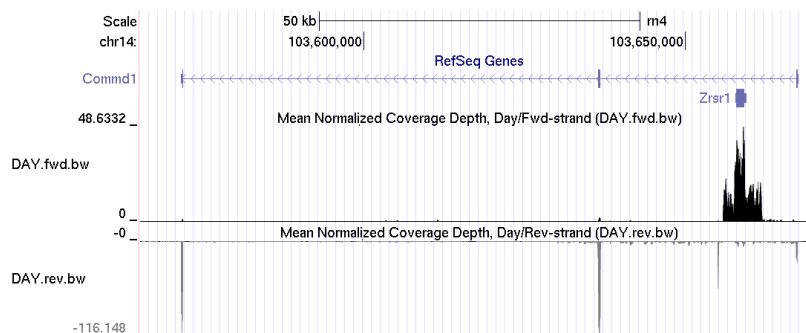 Scale 50 kb rn4
chr14: 103,600,000 103,650,000
RefSeq Genes
Commd1
Zrsr1
Mean Normalized Coverage Depth, Day/Fwd-strand (DAY.fwd.bw)
48.6332 _
DAY.fwd.bw
0 _
Mean Normalized Coverage Depth, Day/Rev-strand (DAY.rev.bw)
-0 _
DAY.rev.bw
-116.148